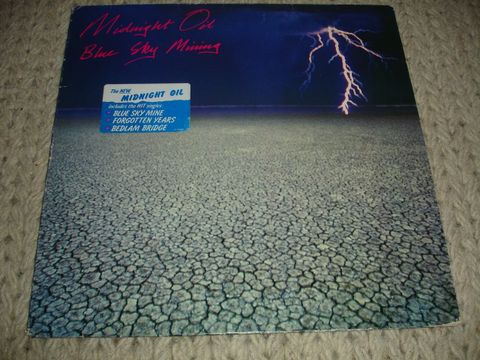 Midnight Oil
Blue Sky Mining
The NEW
MIDNIGHT OIL
includes the HIT singles
• BLUE SKY MINE
• FORGOTTEN YEARS
• BEDLAM BRIDGE